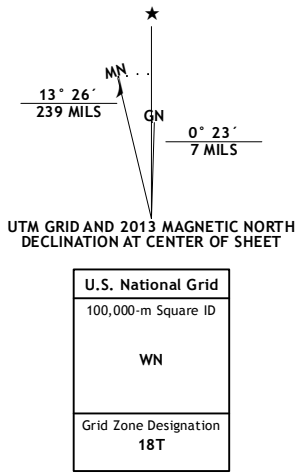 ★
MN
13° 26´
239 MILS
GN
0° 23´
7 MILS
UTM GRID AND 2013 MAGNETIC NORTH
DECLINATION AT CENTER OF SHEET
U.S. National Grid
100,000-m Square ID
WN
Grid Zone Designation
18T